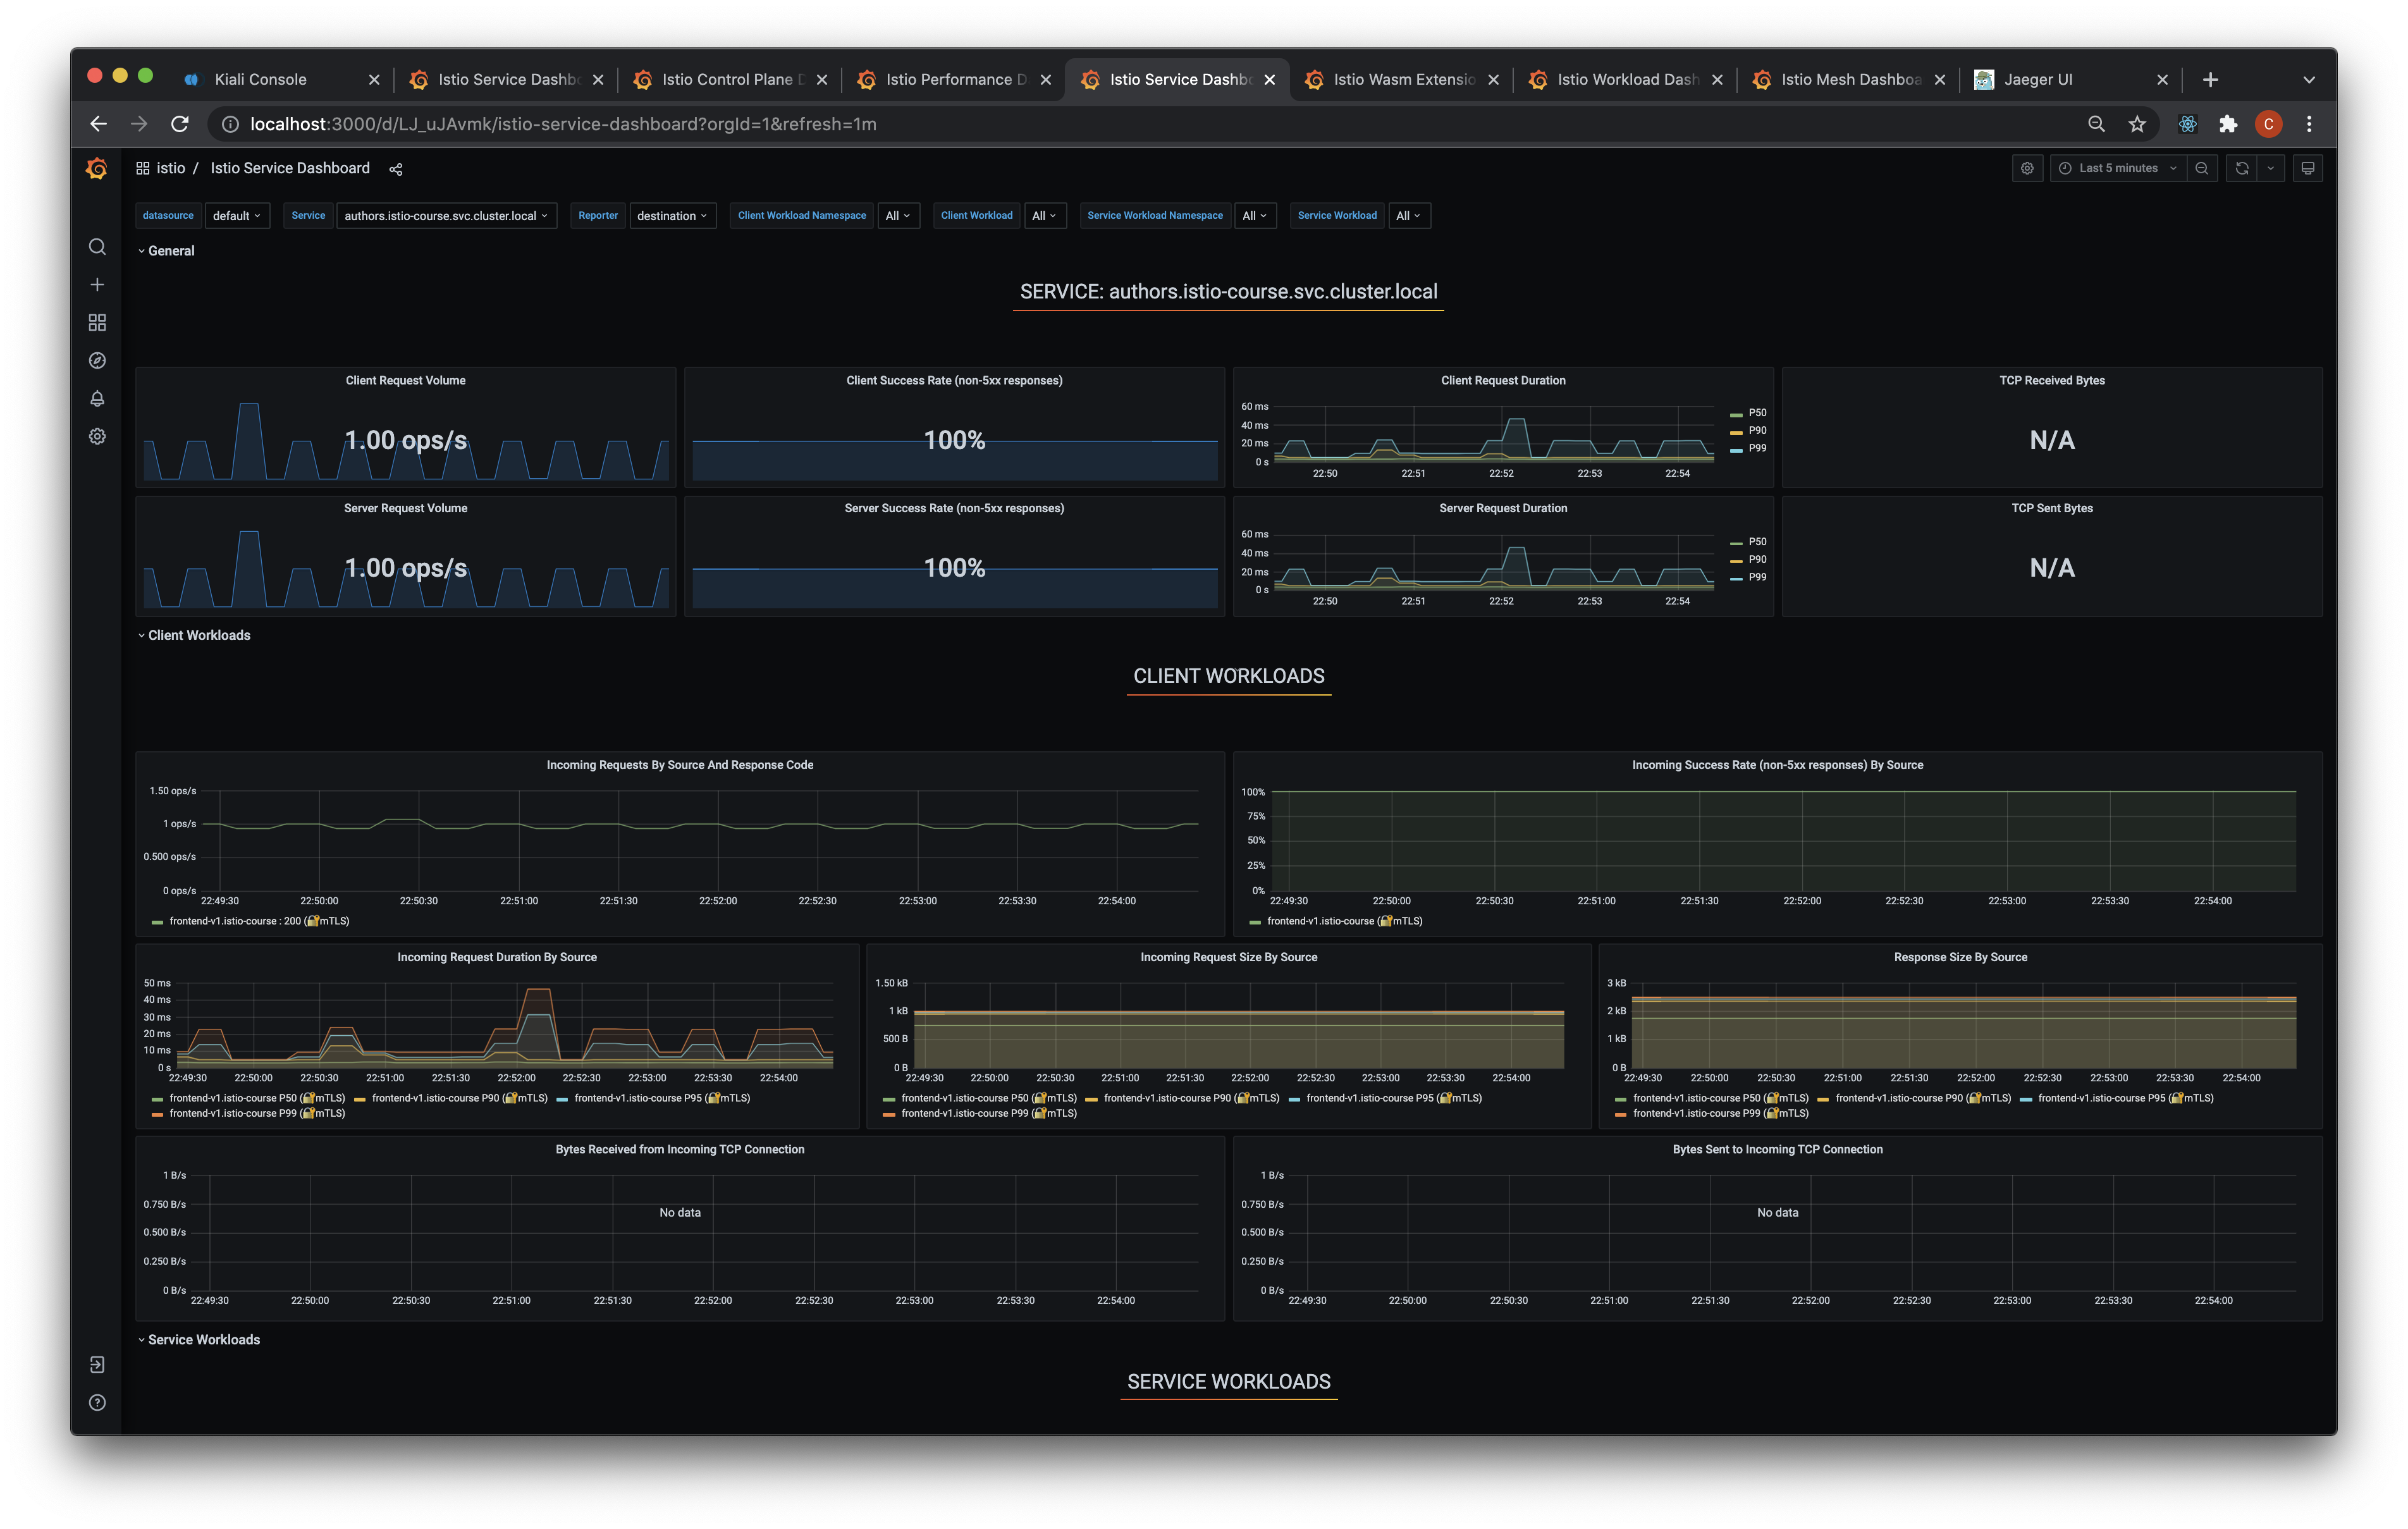 Kiali Console
Istio Service Dashbo
Istio Control Plane D
Istio Performance D
Istio Service Dashbo
Istio Wasm Extensio
Istio Workload Dash
Istio Mesh Dashboa
Jaeger UI
localhost:3000/d/LJ_uJAvmk/istio-service-dashboard?orgId=1&refresh=1m
C
istio / Istio Service Dashboard
Last 5 minutes
datasource default Service authors.istio-course.svc.cluster.local Reporter destination Client Workload Namespace All Client Workload All Service Workload Namespace All Service Workload All
General
SERVICE: authors.istio-course.svc.cluster.local
Client Request Volume
1.00 ops/s
Client Success Rate (non-5xx responses)
100%
Client Request Duration
60 ms
40 ms
20 ms
0 s
22:50 22:51 22:52 22:53 22:54
P50
P90
P99
TCP Received Bytes
N/A
Server Request Volume
1.00 ops/s
Server Success Rate (non-5xx responses)
100%
Server Request Duration
60 ms
40 ms
20 ms
0 s
22:50 22:51 22:52 22:53 22:54
P50
P90
P99
TCP Sent Bytes
N/A
Client Workloads
CLIENT WORKLOADS
Incoming Requests By Source And Response Code
1.50 ops/s
1 ops/s
0.500 ops/s
0 ops/s
22:49:30 22:50:00 22:50:30 22:51:00 22:51:30 22:52:00 22:52:30 22:53:00 22:53:30 22:54:00
frontend-v1.istio-course : 200 (🔐mTLS)
Incoming Success Rate (non-5xx responses) By Source
100%
75%
50%
25%
0%
22:49:30 22:50:00 22:50:30 22:51:00 22:51:30 22:52:00 22:52:30 22:53:00 22:53:30 22:54:00
frontend-v1.istio-course (🔐mTLS)
Incoming Request Duration By Source
50 ms
40 ms
30 ms
20 ms
10 ms
0 s
22:49:30 22:50:00 22:50:30 22:51:00 22:51:30 22:52:00 22:52:30 22:53:00 22:53:30 22:54:00
frontend-v1.istio-course P50 (🔐mTLS) frontend-v1.istio-course P90 (🔐mTLS) frontend-v1.istio-course P95 (🔐mTLS)
frontend-v1.istio-course P99 (🔐mTLS)
Incoming Request Size By Source
1.50 kB
1 kB
500 B
0 B
22:49:30 22:50:00 22:50:30 22:51:00 22:51:30 22:52:00 22:52:30 22:53:00 22:53:30 22:54:00
frontend-v1.istio-course P50 (🔐mTLS) frontend-v1.istio-course P90 (🔐mTLS) frontend-v1.istio-course P95 (🔐mTLS)
frontend-v1.istio-course P99 (🔐mTLS)
Response Size By Source
3 kB
2 kB
1 kB
0 B
22:49:30 22:50:00 22:50:30 22:51:00 22:51:30 22:52:00 22:52:30 22:53:00 22:53:30 22:54:00
frontend-v1.istio-course P50 (🔐mTLS) frontend-v1.istio-course P90 (🔐mTLS) frontend-v1.istio-course P95 (🔐mTLS)
frontend-v1.istio-course P99 (🔐mTLS)
Bytes Received from Incoming TCP Connection
1 B/s
0.750 B/s
0.500 B/s
0.250 B/s
0 B/s
No data
22:49:30 22:50:00 22:50:30 22:51:00 22:51:30 22:52:00 22:52:30 22:53:00 22:53:30 22:54:00
Bytes Sent to Incoming TCP Connection
1 B/s
0.750 B/s
0.500 B/s
0.250 B/s
0 B/s
No data
22:49:30 22:50:00 22:50:30 22:51:00 22:51:30 22:52:00 22:52:30 22:53:00 22:53:30 22:54:00
Service Workloads
SERVICE WORKLOADS